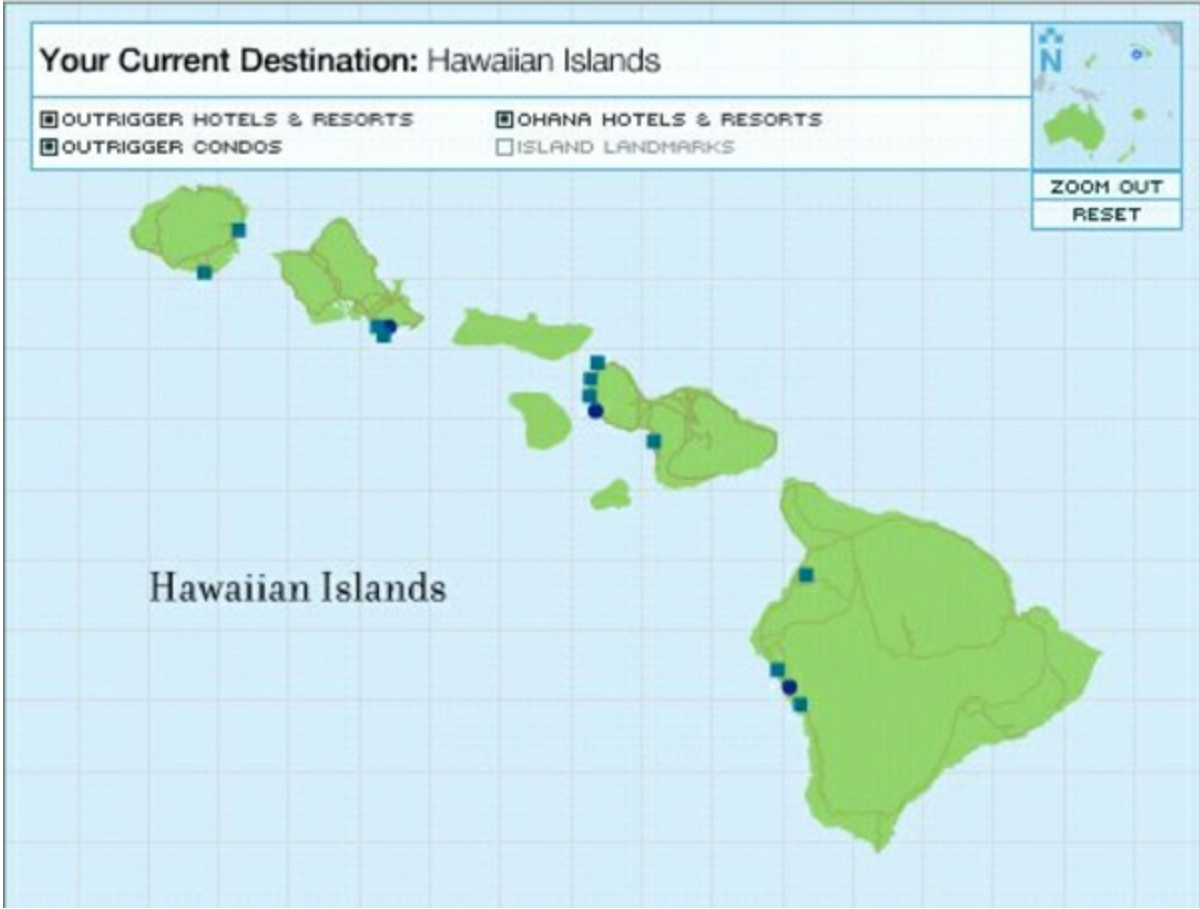 Your Current Destination: Hawaiian Islands
N
OUTRIGGER HOTELS & RESORTS
OHANA HOTELS & RESORTS
OUTRIGGER CONDOS
ISLAND LANDMARKS
ZOOM OUT
RESET
Hawaiian Islands